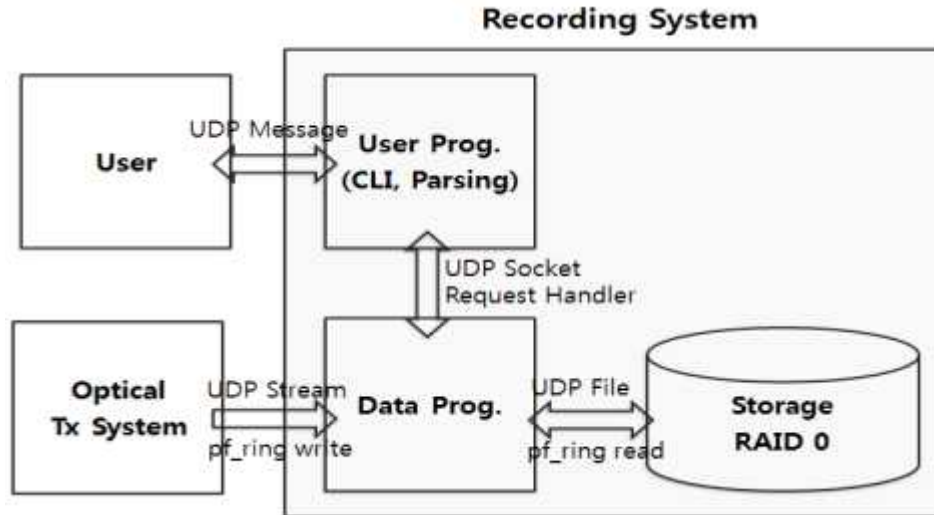 Recording System
UDP Message
User
User Prog.
(CLI, Parsing)
UDP Socket
Request Handler
Optical
Tx System
UDP Stream
pf_ring write
Data Prog.
UDP File
pf_ring read
Storage
RAID 0